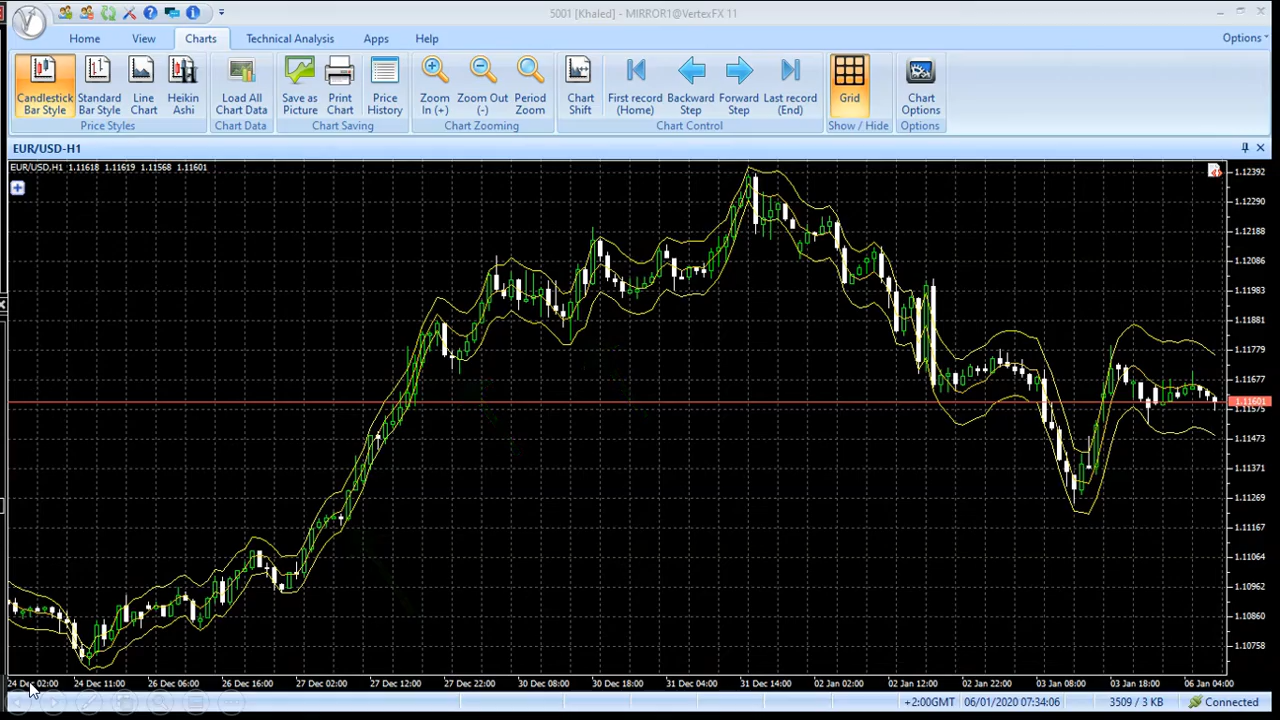 5001 [Khaled] - MIRROR1@VertexFX 11
Home View Charts Technical Analysis Apps Help Options
Candlestick Bar Style
Standard Bar Style
Line Chart
Heikin Ashi
Load All Chart Data
Save as Picture
Print Chart
Price History
Zoom In (+)
Zoom Out (-)
Period Zoom
Chart Shift
First record (Home)
Backward Step
Forward Step
Last record (End)
Grid
Chart Options
Price Styles Chart Data Chart Saving Chart Zooming Chart Control Show / Hide Options
EUR/USD-H1
EUR/USD,H1 1.11618 1.11619 1.11568 1.11601
1.12392
1.12290
1.12188
1.12086
1.11983
1.11881
1.11779
1.11677
1.11601
1.11575
1.11473
1.11371
1.11269
1.11166
1.11064
1.10962
1.10860
1.10758
24 Dec 02:00 24 Dec 11:00 26 Dec 06:00 26 Dec 16:00 27 Dec 02:00 27 Dec 12:00 27 Dec 22:00 30 Dec 08:00 30 Dec 18:00 31 Dec 04:00 31 Dec 14:00 02 Jan 02:00 02 Jan 12:00 02 Jan 22:00 03 Jan 08:00 03 Jan 18:00 06 Jan 04:00
+2:00GMT 06/01/2020 07:34:06 3509 / 3 KB Connected